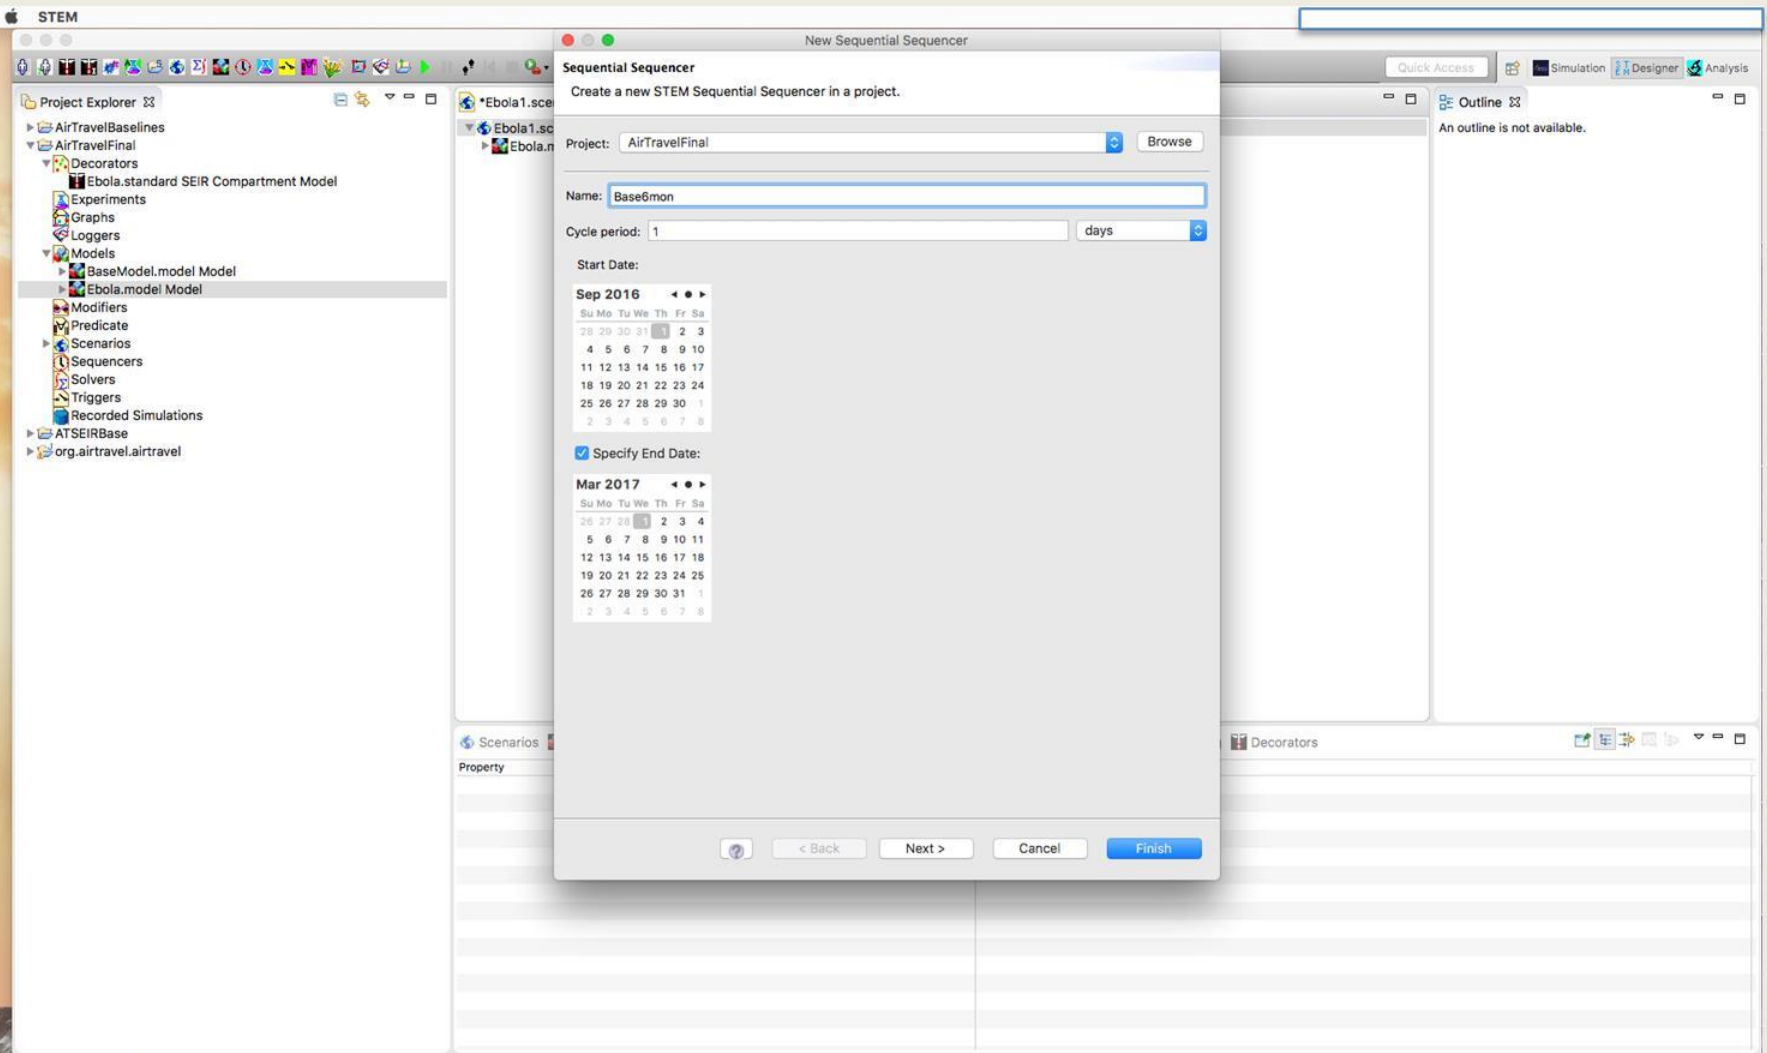 STEM
New Sequential Sequencer
Sequential Sequencer
Create a new STEM Sequential Sequencer in a project.
Quick Access
Simulation
Designer
Analysis
Project Explorer
AirTravelBaselines
AirTravelFinal
Decorators
Ebola.standard SEIR Compartment Model
Experiments
Graphs
Loggers
Models
BaseModel.model Model
Ebola.model Model
Modifiers
Predicate
Scenarios
Sequencers
Solvers
Triggers
Recorded Simulations
ATSEIRBase
org.airtravel.airtravel
*Ebola1.sce
Ebola1.sc
Ebola.m
Project: AirTravelFinal Browse
Name: Base6mon
Cycle period: 1 days
Start Date:
Sep 2016
Su Mo Tu We Th Fr Sa
28 29 30 31 1 2 3
4 5 6 7 8 9 10
11 12 13 14 15 16 17
18 19 20 21 22 23 24
25 26 27 28 29 30 1
2 3 4 5 6 7 8
Specify End Date:
Mar 2017
Su Mo Tu We Th Fr Sa
26 27 28 1 2 3 4
5 6 7 8 9 10 11
12 13 14 15 16 17 18
19 20 21 22 23 24 25
26 27 28 29 30 31 1
2 3 4 5 6 7 8
< Back Next > Cancel Finish
Outline
An outline is not available.
Scenarios
Decorators
Property